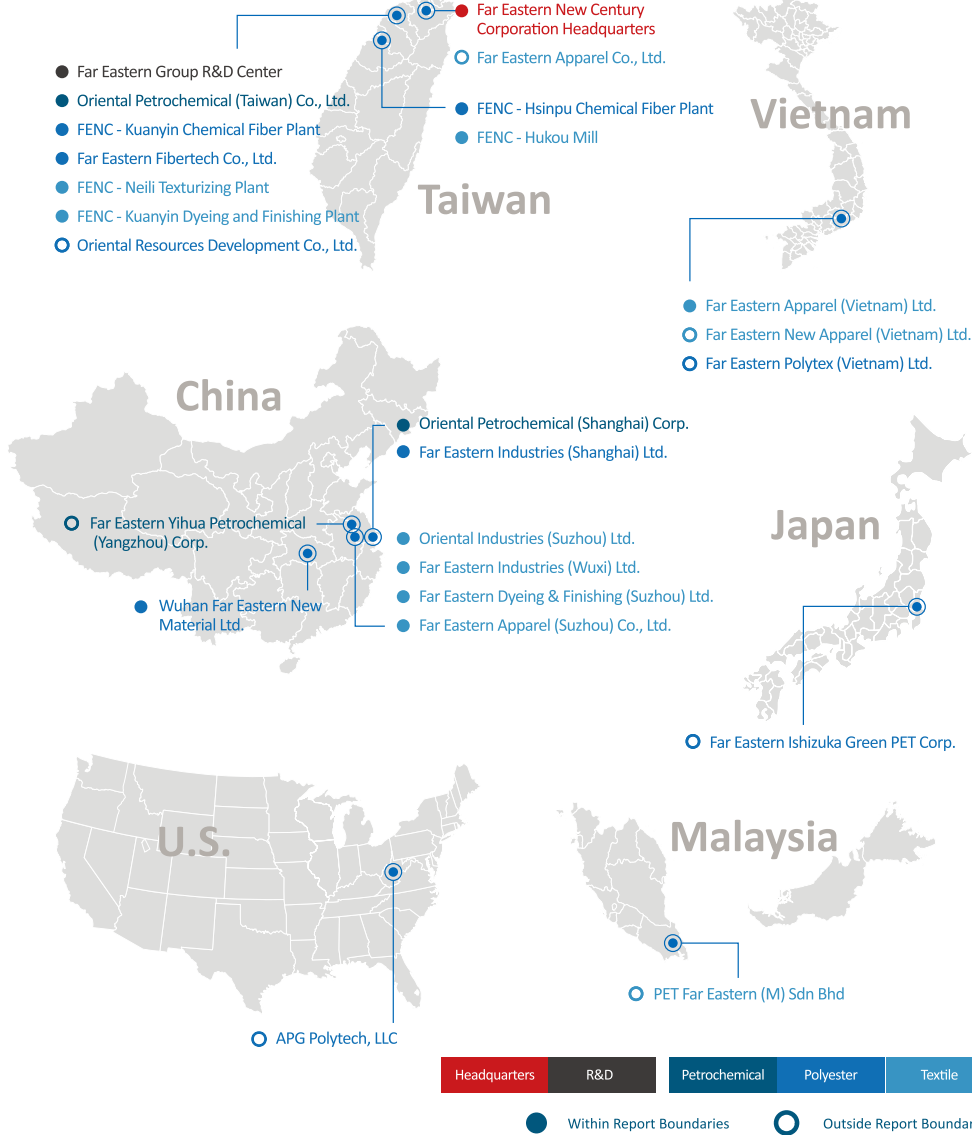 Far Eastern New Century
Corporation Headquarters
Far Eastern Apparel Co., Ltd.
Far Eastern Group R&D Center
Oriental Petrochemical (Taiwan) Co., Ltd.
FENC - Kuanyin Chemical Fiber Plant
Far Eastern Fibertech Co., Ltd.
FENC - Neili Texturizing Plant
FENC - Kuanyin Dyeing and Finishing Plant
Oriental Resources Development Co., Ltd.
FENC - Hsinpu Chemical Fiber Plant
FENC - Hukou Mill
Taiwan
Vietnam
Far Eastern Apparel (Vietnam) Ltd.
Far Eastern New Apparel (Vietnam) Ltd.
Far Eastern Polytex (Vietnam) Ltd.
China
Oriental Petrochemical (Shanghai) Corp.
Far Eastern Industries (Shanghai) Ltd.
Far Eastern Yihua Petrochemical
(Yangzhou) Corp.
Oriental Industries (Suzhou) Ltd.
Far Eastern Industries (Wuxi) Ltd.
Far Eastern Dyeing & Finishing (Suzhou) Ltd.
Far Eastern Apparel (Suzhou) Co., Ltd.
Wuhan Far Eastern New
Material Ltd.
Japan
Far Eastern Ishizuka Green PET Corp.
U.S.
APG Polytech, LLC
Malaysia
PET Far Eastern (M) Sdn Bhd
Headquarters
R&D
Petrochemical
Polyester
Textile
Within Report Boundaries
Outside Report